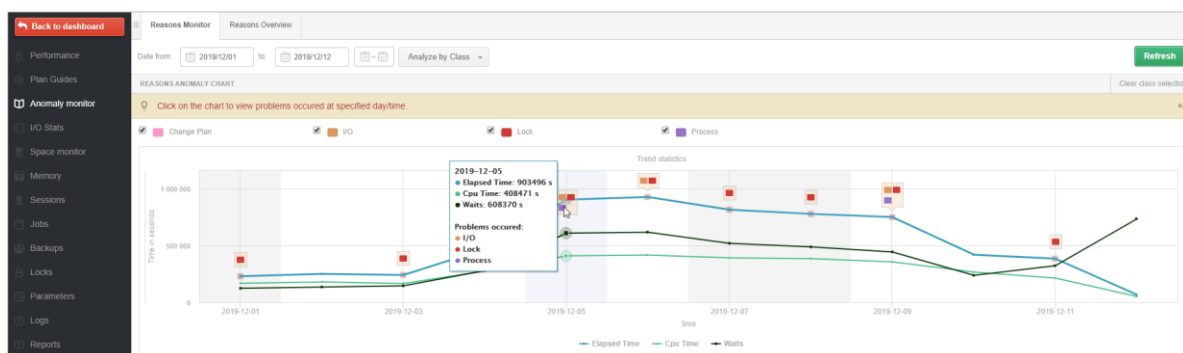 Back to dashboard
Performance
Plan Guides
Anomaly monitor
I/O Stats
Space monitor
Memory
Sessions
Jobs
Backups
Locks
Parameters
Logs
Reports
Reasons Monitor Reasons Overview
Date from: 2019/12/01 to: 2019/12/12 Analyze by Class Refresh
REASONS ANOMALY CHART Clear class selectio
Click on the chart to view problems occured at specified day/time. ×
Change Plan I/O Lock Process
Trend statistics
2019-12-05
Elapsed Time: 903496 s
Cpu Time: 408471 s
Waits: 608370 s
Problems occured:
I/O
Lock
Process
Time in seconds
1 000 000
500 000
0
2019-12-01 2019-12-03 2019-12-05 2019-12-07 2019-12-09 2019-12-11
time
Elapsed Time Cpu Time Waits